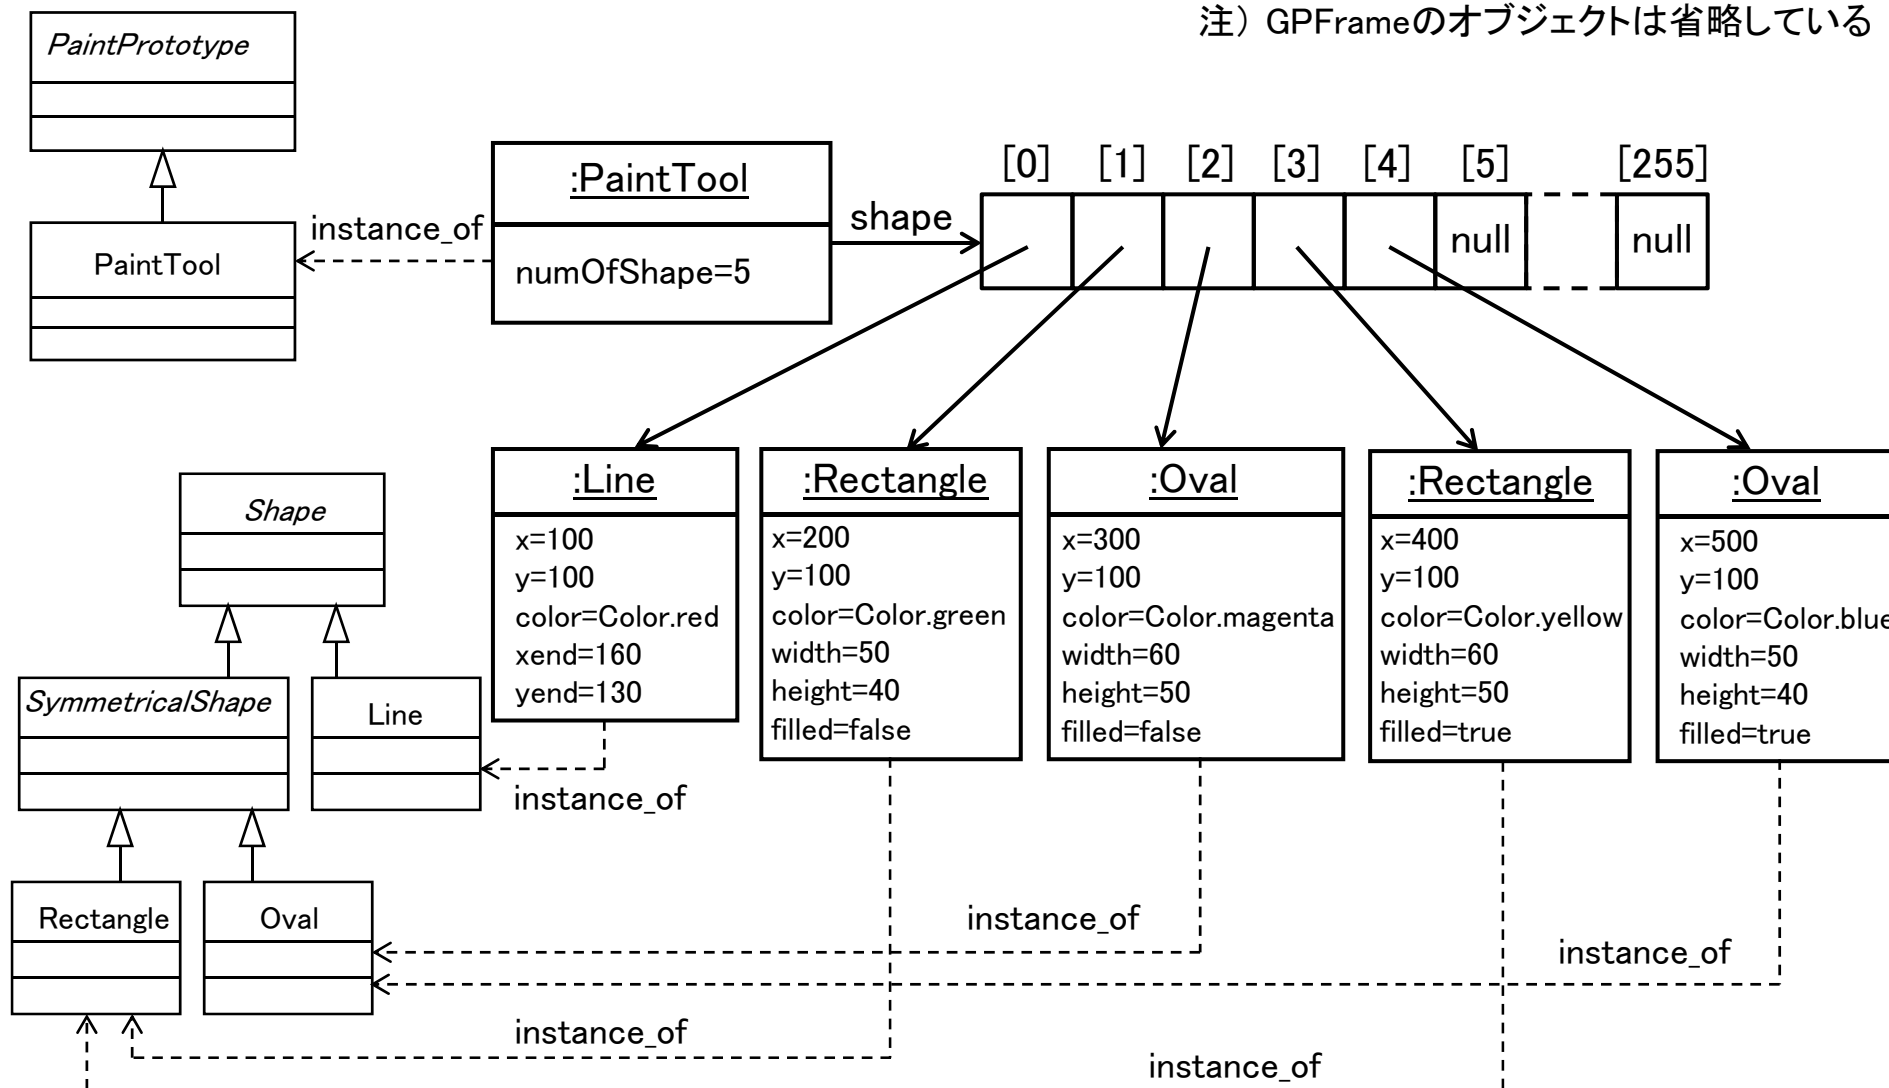 注) GPFrameのオブジェクトは省略している
PaintPrototype
PaintTool
instance_of
:PaintTool
numOfShape=5
shape
[0] [1] [2] [3] [4] [5] [255]
null
null
Shape
SymmetricalShape
Line
Rectangle
Oval
:Line
x=100
y=100
color=Color.red
xend=160
yend=130
instance_of
:Rectangle
x=200
y=100
color=Color.green
width=50
height=40
filled=false
:Oval
x=300
y=100
color=Color.magenta
width=60
height=50
filled=false
:Rectangle
x=400
y=100
color=Color.yellow
width=60
height=50
filled=true
:Oval
x=500
y=100
color=Color.blue
width=50
height=40
filled=true
instance_of
instance_of
instance_of
instance_of